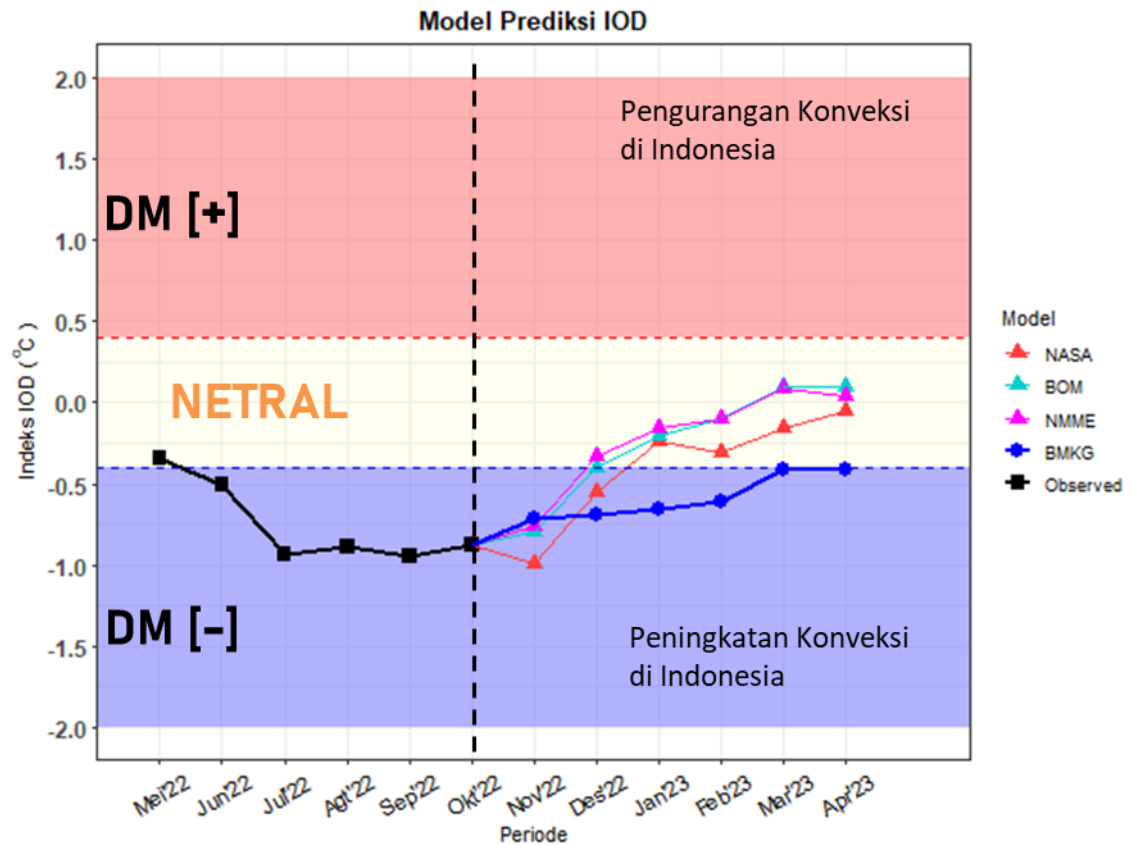 Model Prediksi IOD
2.0
1.5
1.0
0.5
0.0
-0.5
-1.0
-1.5
-2.0
Indeks IOD (°C)
Pengurangan Konveksi
di Indonesia
DM [+]
NETRAL
DM [-]
Peningkatan Konveksi
di Indonesia
Model
NASA
BOM
NMME
BMKG
Observed
Mei'22 Jun'22 Jul'22 Agt'22 Sep'22 Okt'22 Nov'22 Des'22 Jan'23 Feb'23 Mar'23 Apr'23
Periode